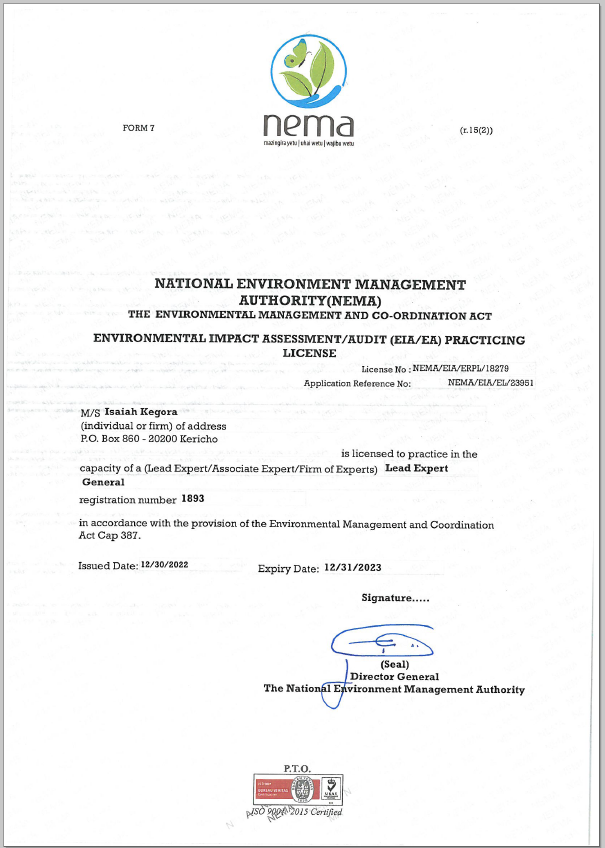 nema
mazingira yetu | uhai wetu | wajibu wetu
FORM 7
(r.15(2))
NATIONAL ENVIRONMENT MANAGEMENT
AUTHORITY(NEMA)
THE ENVIRONMENTAL MANAGEMENT AND CO-ORDINATION ACT
ENVIRONMENTAL IMPACT ASSESSMENT/AUDIT (EIA/EA) PRACTICING
LICENSE
License No : NEMA/EIA/ERPL/18279
Application Reference No: NEMA/EIA/EL/23951
M/S Isaiah Kegora
(individual or firm) of address
P.O. Box 860 - 20200 Kericho
is licensed to practice in the
capacity of a (Lead Expert/Associate Expert/Firm of Experts) Lead Expert
General
registration number 1893
in accordance with the provision of the Environmental Management and Coordination
Act Cap 387.
Issued Date: 12/30/2022 Expiry Date: 12/31/2023
Signature.....
(Seal)
Director General
The National Environment Management Authority
P.T.O.
BUREAU VERITAS
UKAS
ISO 9001: 2015 Certified
NEMA